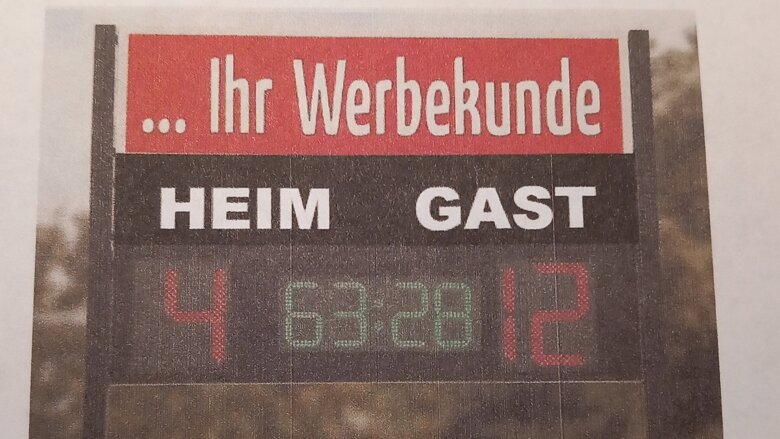 ... Ihr Werbekunde
HEIM GAST
4 63:28 12